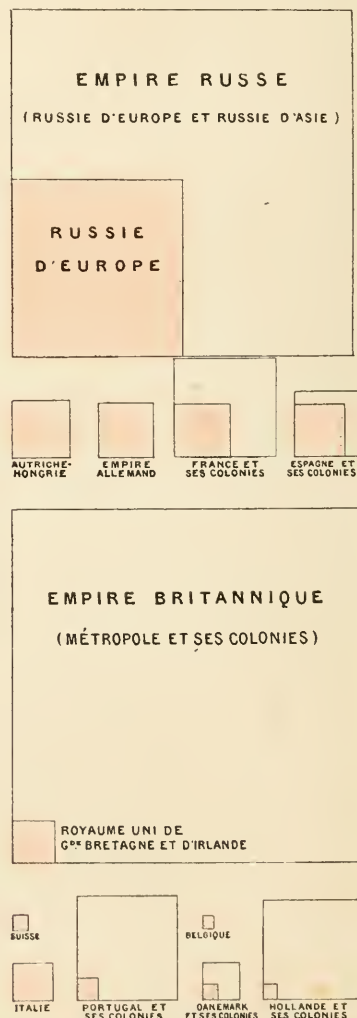 EMPIRE RUSSE
(RUSSIE D'EUROPE ET RUSSIE D'ASIE)
RUSSIE
D'EUROPE
AUTRICHE-
HONGRIE
EMPIRE
ALLEMAND
FRANCE ET
SES COLONIES
ESPAGNE ET
SES COLONIES
EMPIRE BRITANNIQUE
(MÉTROPOLE ET SES COLONIES)
ROYAUME UNI DE
GDE BRETAGNE ET D'IRLANDE
SUISSE
BELGIQUE
ITALIE
PORTUGAL ET
SES COLONIES
DANEMARK
ET SES COLONIES
HOLLANDE ET
SES COLONIES